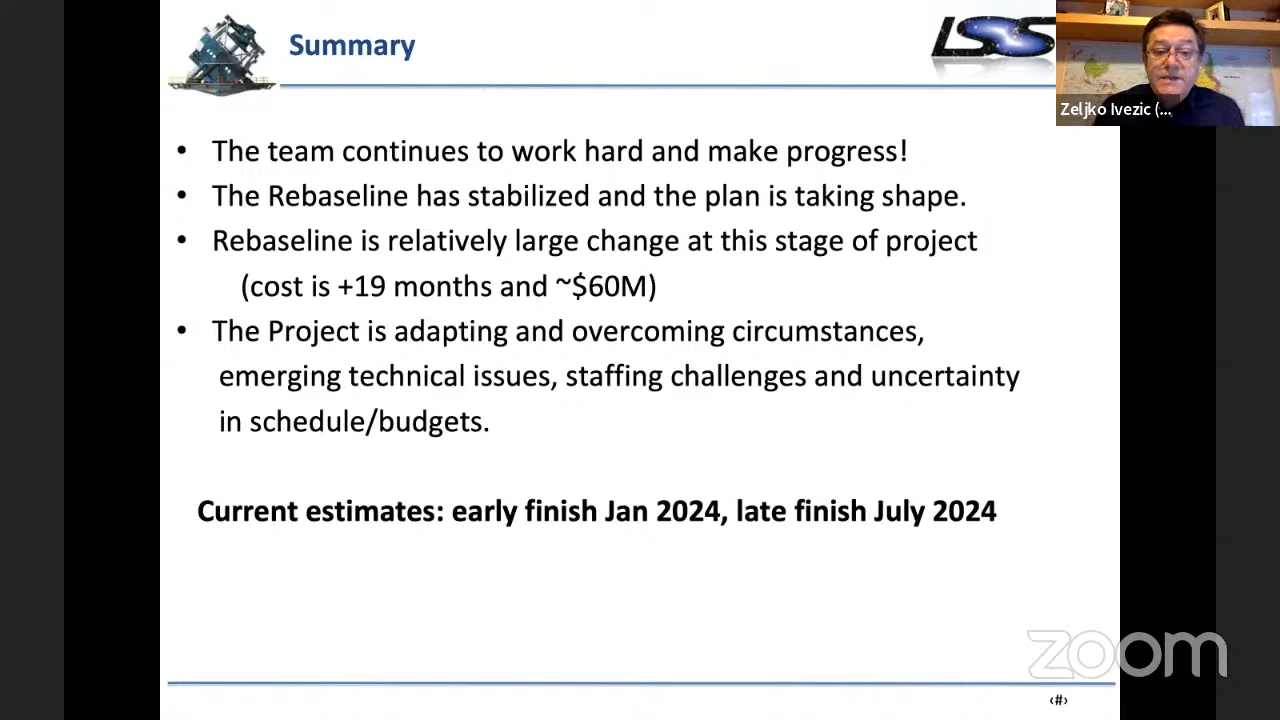 Summary
LSS
Zeljko Ivezic (...
• The team continues to work hard and make progress!
• The Rebaseline has stabilized and the plan is taking shape.
• Rebaseline is relatively large change at this stage of project
(cost is +19 months and ~$60M)
• The Project is adapting and overcoming circumstances,
emerging technical issues, staffing challenges and uncertainty
in schedule/budgets.
Current estimates: early finish Jan 2024, late finish July 2024
zoom
‹#›